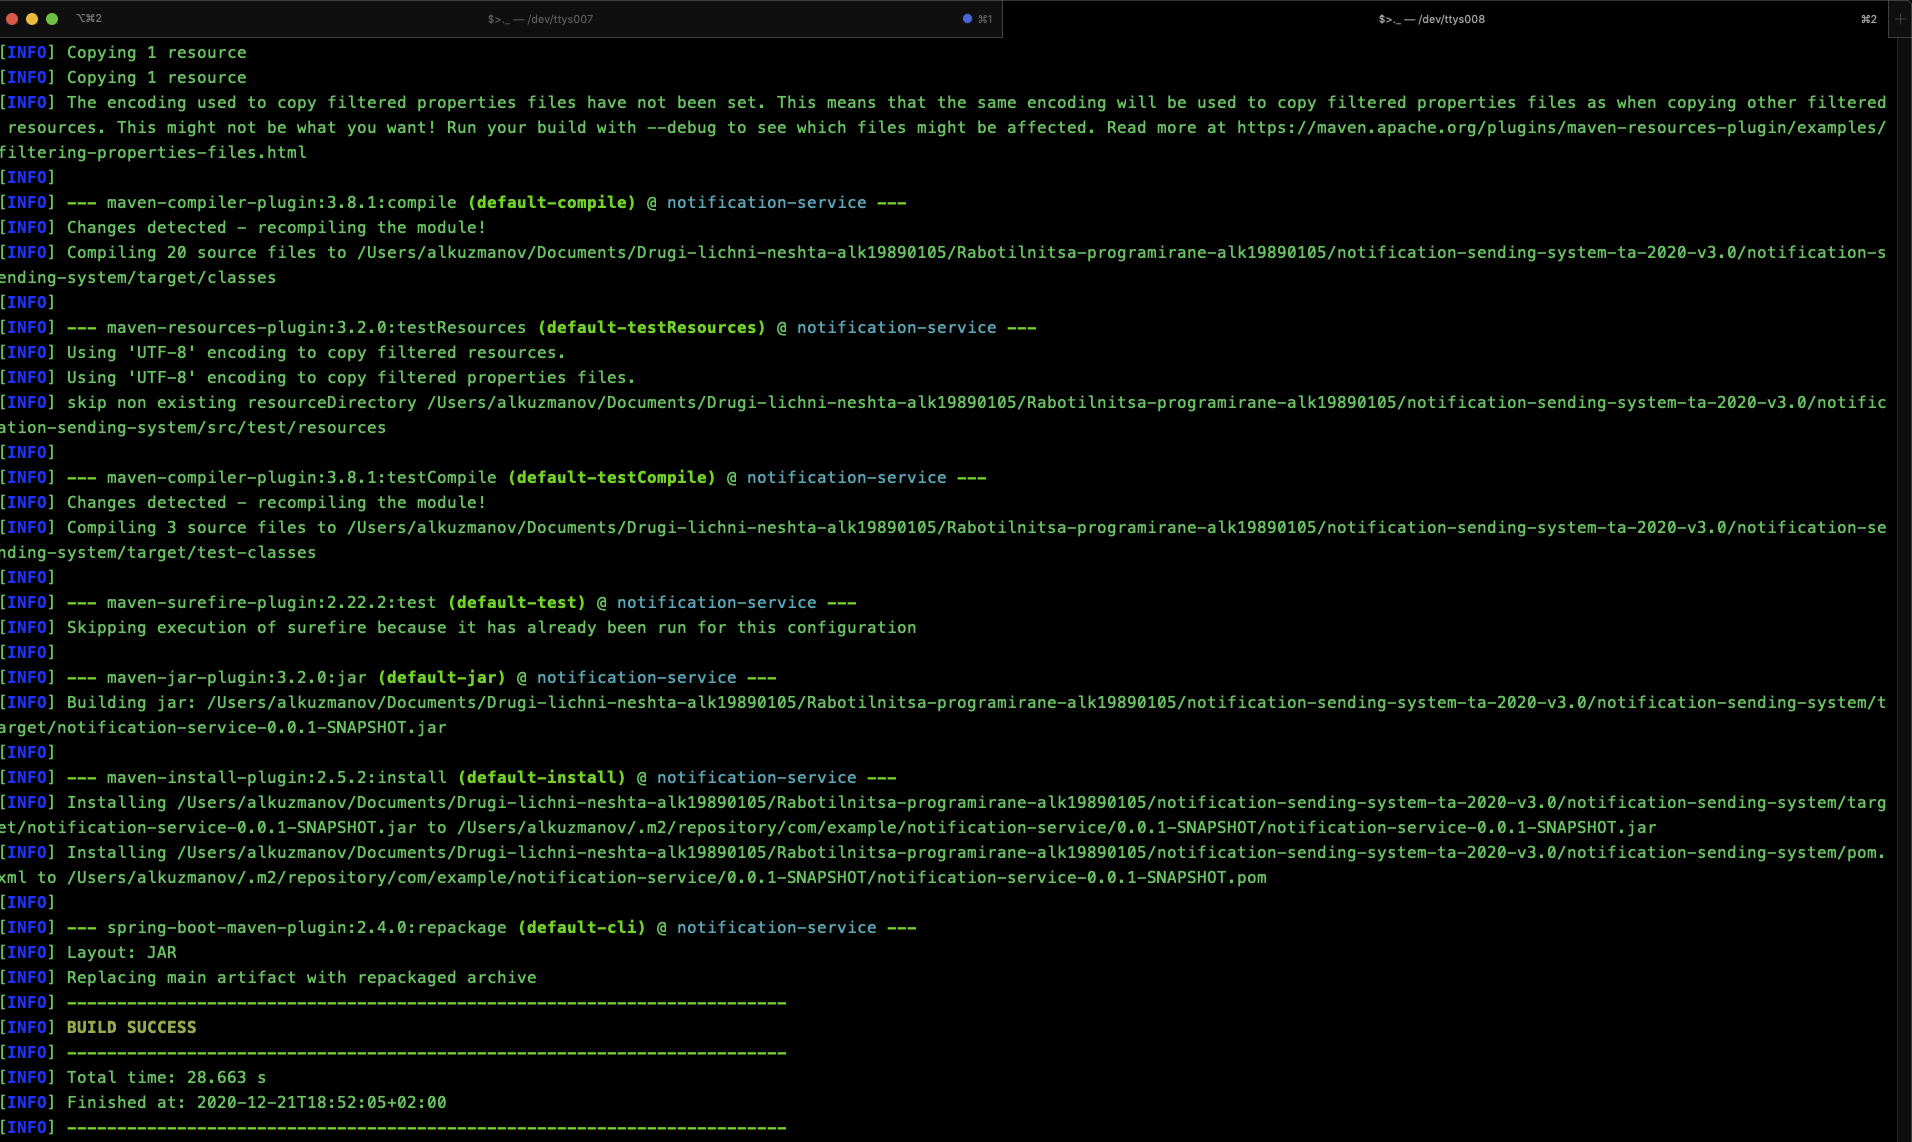 ⌥⌘2 $>._ — /dev/ttys007 ⌘1 $>._ — /dev/ttys008 ⌘2
[INFO] Copying 1 resource
[INFO] Copying 1 resource
[INFO] The encoding used to copy filtered properties files have not been set. This means that the same encoding will be used to copy filtered properties files as when copying other filtered
resources. This might not be what you want! Run your build with --debug to see which files might be affected. Read more at https://maven.apache.org/plugins/maven-resources-plugin/examples/
filtering-properties-files.html
[INFO]
[INFO] --- maven-compiler-plugin:3.8.1:compile (default-compile) @ notification-service ---
[INFO] Changes detected - recompiling the module!
[INFO] Compiling 20 source files to /Users/alkuzmanov/Documents/Drugi-lichni-neshta-alk19890105/Rabotilnitsa-programirane-alk19890105/notification-sending-system-ta-2020-v3.0/notification-s
ending-system/target/classes
[INFO]
[INFO] --- maven-resources-plugin:3.2.0:testResources (default-testResources) @ notification-service ---
[INFO] Using 'UTF-8' encoding to copy filtered resources.
[INFO] Using 'UTF-8' encoding to copy filtered properties files.
[INFO] skip non existing resourceDirectory /Users/alkuzmanov/Documents/Drugi-lichni-neshta-alk19890105/Rabotilnitsa-programirane-alk19890105/notification-sending-system-ta-2020-v3.0/notific
ation-sending-system/src/test/resources
[INFO]
[INFO] --- maven-compiler-plugin:3.8.1:testCompile (default-testCompile) @ notification-service ---
[INFO] Changes detected - recompiling the module!
[INFO] Compiling 3 source files to /Users/alkuzmanov/Documents/Drugi-lichni-neshta-alk19890105/Rabotilnitsa-programirane-alk19890105/notification-sending-system-ta-2020-v3.0/notification-se
nding-system/target/test-classes
[INFO]
[INFO] --- maven-surefire-plugin:2.22.2:test (default-test) @ notification-service ---
[INFO] Skipping execution of surefire because it has already been run for this configuration
[INFO]
[INFO] --- maven-jar-plugin:3.2.0:jar (default-jar) @ notification-service ---
[INFO] Building jar: /Users/alkuzmanov/Documents/Drugi-lichni-neshta-alk19890105/Rabotilnitsa-programirane-alk19890105/notification-sending-system-ta-2020-v3.0/notification-sending-system/t
arget/notification-service-0.0.1-SNAPSHOT.jar
[INFO]
[INFO] --- maven-install-plugin:2.5.2:install (default-install) @ notification-service ---
[INFO] Installing /Users/alkuzmanov/Documents/Drugi-lichni-neshta-alk19890105/Rabotilnitsa-programirane-alk19890105/notification-sending-system-ta-2020-v3.0/notification-sending-system/targ
et/notification-service-0.0.1-SNAPSHOT.jar to /Users/alkuzmanov/.m2/repository/com/example/notification-service/0.0.1-SNAPSHOT/notification-service-0.0.1-SNAPSHOT.jar
[INFO] Installing /Users/alkuzmanov/Documents/Drugi-lichni-neshta-alk19890105/Rabotilnitsa-programirane-alk19890105/notification-sending-system-ta-2020-v3.0/notification-sending-system/pom.
xml to /Users/alkuzmanov/.m2/repository/com/example/notification-service/0.0.1-SNAPSHOT/notification-service-0.0.1-SNAPSHOT.pom
[INFO]
[INFO] --- spring-boot-maven-plugin:2.4.0:repackage (default-cli) @ notification-service ---
[INFO] Layout: JAR
[INFO] Replacing main artifact with repackaged archive
[INFO] ------------------------------------------------------------------------
[INFO] BUILD SUCCESS
[INFO] ------------------------------------------------------------------------
[INFO] Total time: 28.663 s
[INFO] Finished at: 2020-12-21T18:52:05+02:00
[INFO] ------------------------------------------------------------------------